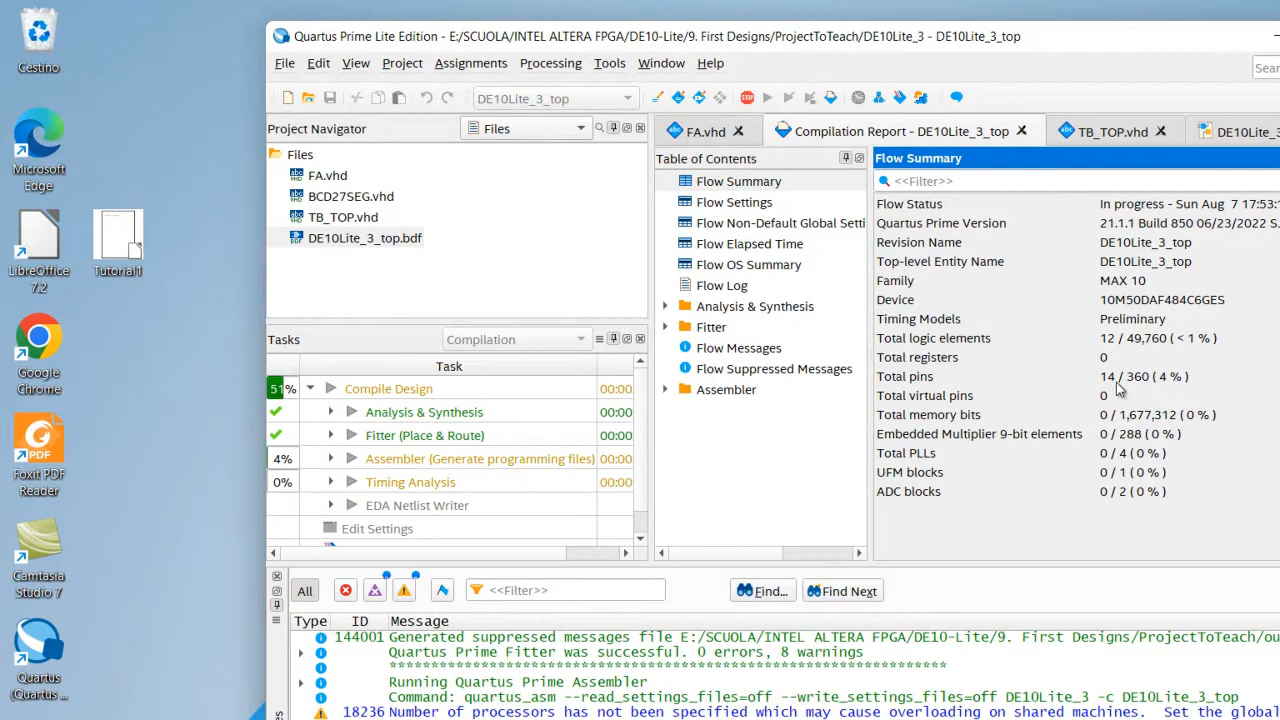 Cestino
Microsoft
Edge
LibreOffice
7.2
Tutorial1
Google
Chrome
PDF
Foxit PDF
Reader
Camtasia
Studio 7
Quartus
(Quartus ...
Quartus Prime Lite Edition - E:/SCUOLA/INTEL ALTERA FPGA/DE10-Lite/9. First Designs/ProjectToTeach/DE10Lite_3 - DE10Lite_3_top
File Edit View Project Assignments Processing Tools Window Help
Sear
DE10Lite_3_top
STOP
Project Navigator
Files
Files
FA.vhd
BCD27SEG.vhd
TB_TOP.vhd
DE10Lite_3_top.bdf
Tasks
Compilation
Task
51% Compile Design 00:00
Analysis & Synthesis 00:00
Fitter (Place & Route) 00:00
4% Assembler (Generate programming files) 00:00
0% Timing Analysis 00:00
EDA Netlist Writer
Edit Settings
FA.vhd
Compilation Report - DE10Lite_3_top
TB_TOP.vhd
DE10Lite_3
Table of Contents
Flow Summary
Flow Settings
Flow Non-Default Global Setti
Flow Elapsed Time
Flow OS Summary
Flow Log
Analysis & Synthesis
Fitter
Flow Messages
Flow Suppressed Messages
Assembler
Flow Summary
<<Filter>>
Flow Status In progress - Sun Aug 7 17:53:1
Quartus Prime Version 21.1.1 Build 850 06/23/2022 S.
Revision Name DE10Lite_3_top
Top-level Entity Name DE10Lite_3_top
Family MAX 10
Device 10M50DAF484C6GES
Timing Models Preliminary
Total logic elements 12 / 49,760 ( < 1 % )
Total registers 0
Total pins 14 / 360 ( 4 % )
Total virtual pins 0
Total memory bits 0 / 1,677,312 ( 0 % )
Embedded Multiplier 9-bit elements 0 / 288 ( 0 % )
Total PLLs 0 / 4 ( 0 % )
UFM blocks 0 / 1 ( 0 % )
ADC blocks 0 / 2 ( 0 % )
All
<<Filter>>
Find...
Find Next
Type ID Message
144001 Generated suppressed messages file E:/SCUOLA/INTEL ALTERA FPGA/DE10-Lite/9. First Designs/ProjectToTeach/ou
Quartus Prime Fitter was successful. 0 errors, 8 warnings
*******************************************************************
Running Quartus Prime Assembler
Command: quartus_asm --read_settings_files=off --write_settings_files=off DE10Lite_3 -c DE10Lite_3_top
18236 Number of processors has not been specified which may cause overloading on shared machines. Set the global